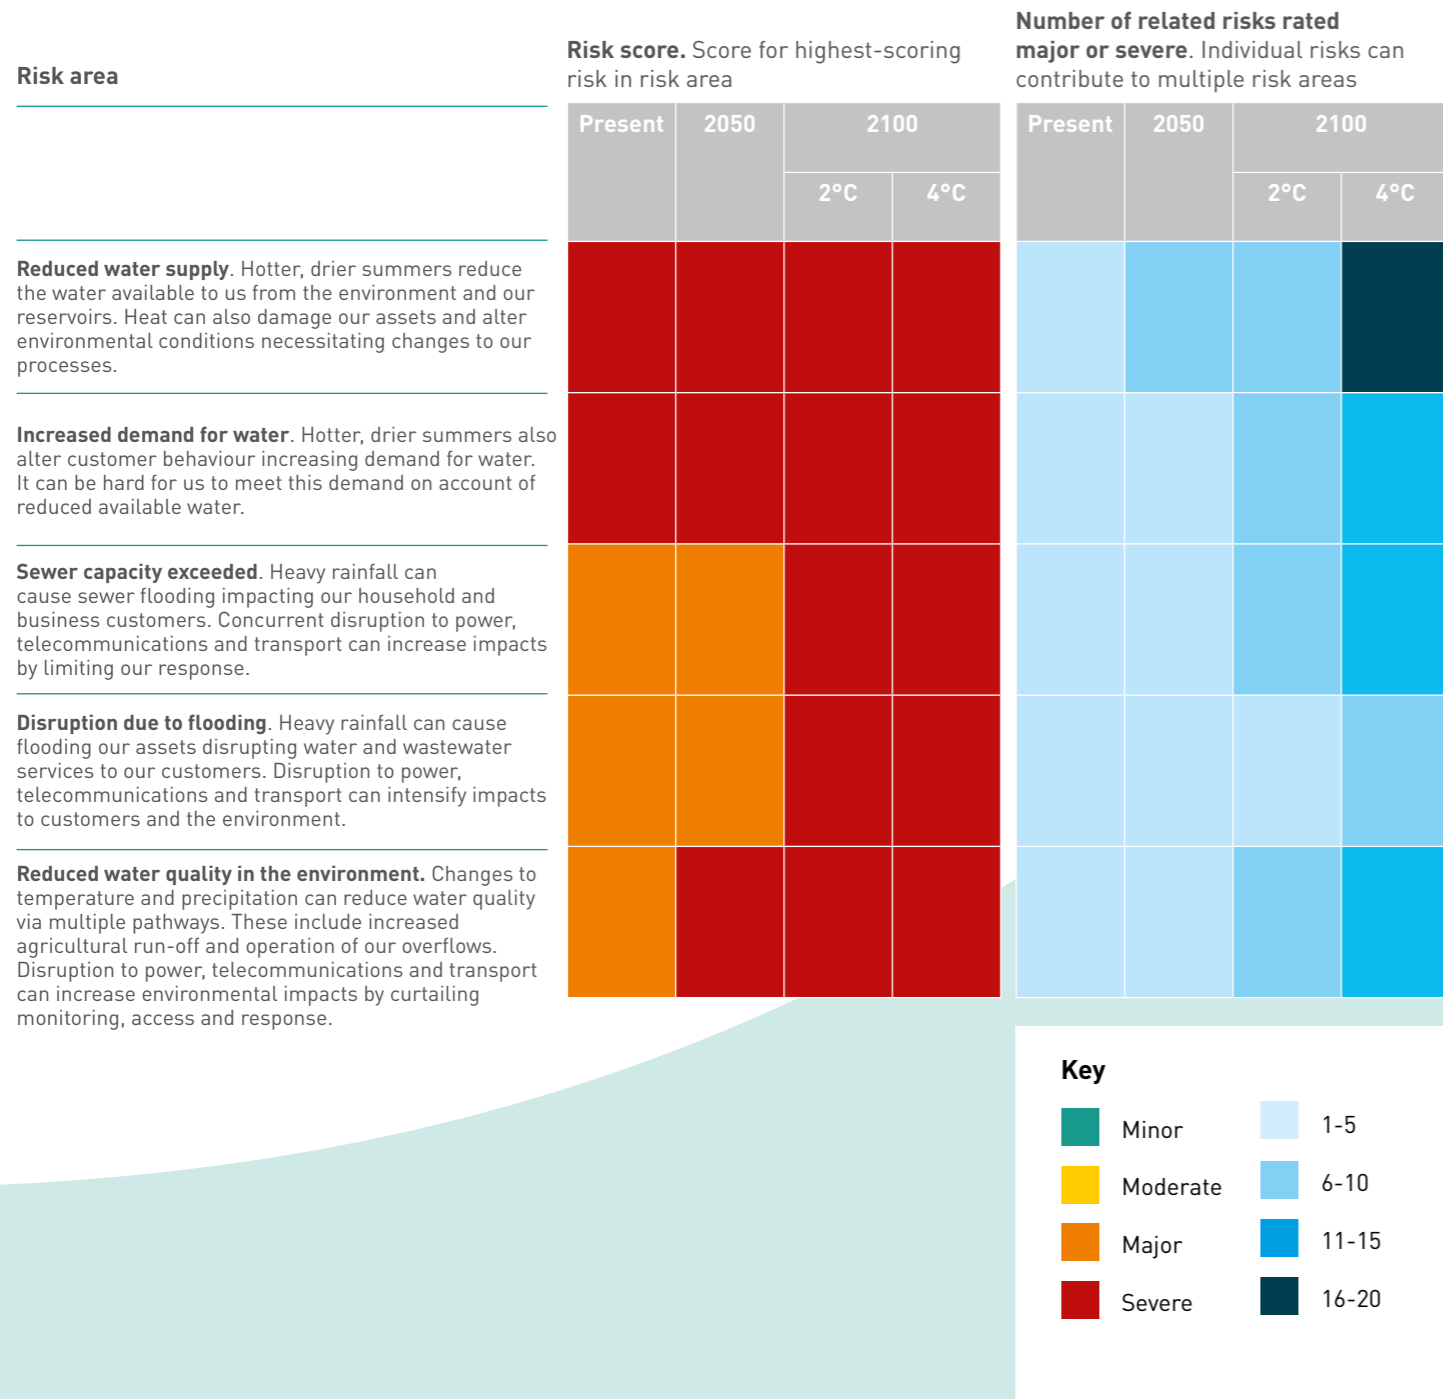 Risk area
Risk score. Score for highest-scoring
risk in risk area
Number of related risks rated
major or severe. Individual risks can
contribute to multiple risk areas
Present 2050 2100
2°C 4°C
Present 2050 2100
2°C 4°C
Reduced water supply. Hotter, drier summers reduce
the water available to us from the environment and our
reservoirs. Heat can also damage our assets and alter
environmental conditions necessitating changes to our
processes.
Increased demand for water. Hotter, drier summers also
alter customer behaviour increasing demand for water.
It can be hard for us to meet this demand on account of
reduced available water.
Sewer capacity exceeded. Heavy rainfall can
cause sewer flooding impacting our household and
business customers. Concurrent disruption to power,
telecommunications and transport can increase impacts
by limiting our response.
Disruption due to flooding. Heavy rainfall can cause
flooding our assets disrupting water and wastewater
services to our customers. Disruption to power,
telecommunications and transport can intensify impacts
to customers and the environment.
Reduced water quality in the environment. Changes to
temperature and precipitation can reduce water quality
via multiple pathways. These include increased
agricultural run-off and operation of our overflows.
Disruption to power, telecommunications and transport
can increase environmental impacts by curtailing
monitoring, access and response.
Key
Minor
Moderate
Major
Severe
1-5
6-10
11-15
16-20